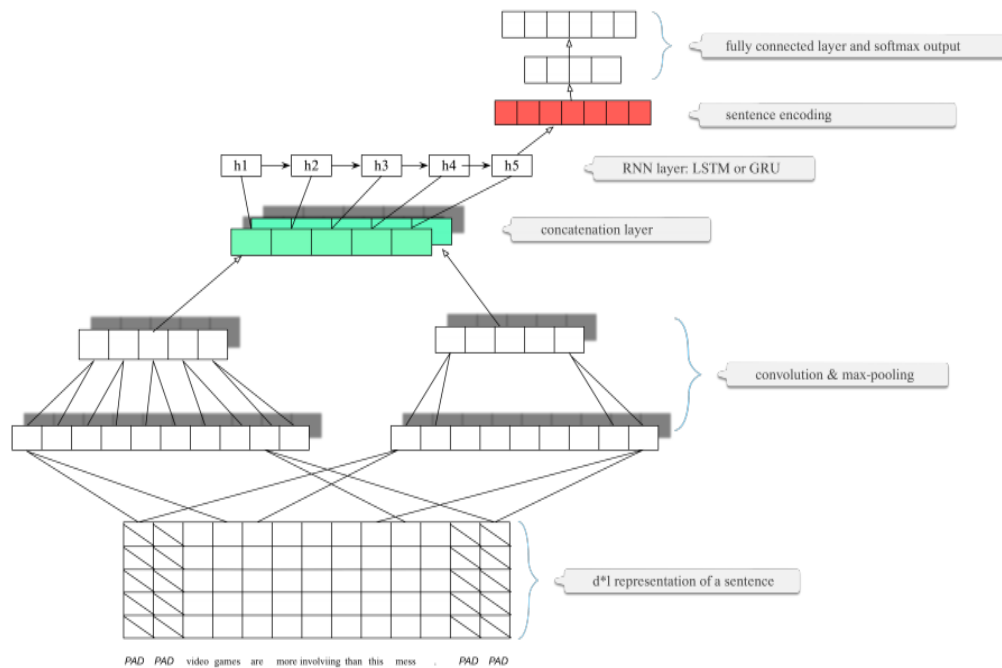 fully connected layer and softmax output
sentence encoding
h1 h2 h3 h4 h5
RNN layer: LSTM or GRU
concatenation layer
convolution & max-pooling
d*l representation of a sentence
PAD PAD video games are more involviing than this mess . PAD PAD